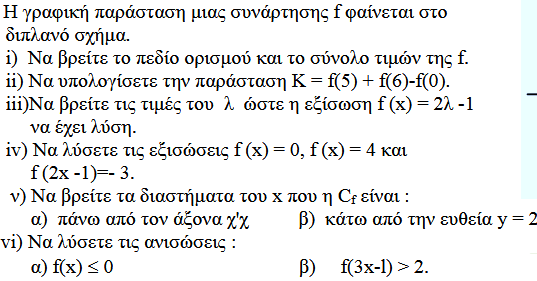 Η γραφική παράσταση μιας συνάρτησης f φαίνεται στο
διπλανό σχήμα.
i) Να βρείτε το πεδίο ορισμού και το σύνολο τιμών της f.
ii) Να υπολογίσετε την παράσταση Κ = f(5) + f(6)-f(0).
iii)Να βρείτε τις τιμές του λ ώστε η εξίσωση f (x) = 2λ -1
να έχει λύση.
iv) Να λύσετε τις εξισώσεις f (x) = 0, f (x) = 4 και
f (2x -1)=- 3.
ν) Να βρείτε τα διαστήματα του x που η Cf είναι :
α) πάνω από τον άξονα χ'χ β) κάτω από την ευθεία y = 2
vi) Να λύσετε τις ανισώσεις :
α) f(x) ≤ 0 β) f(3x-l) > 2.